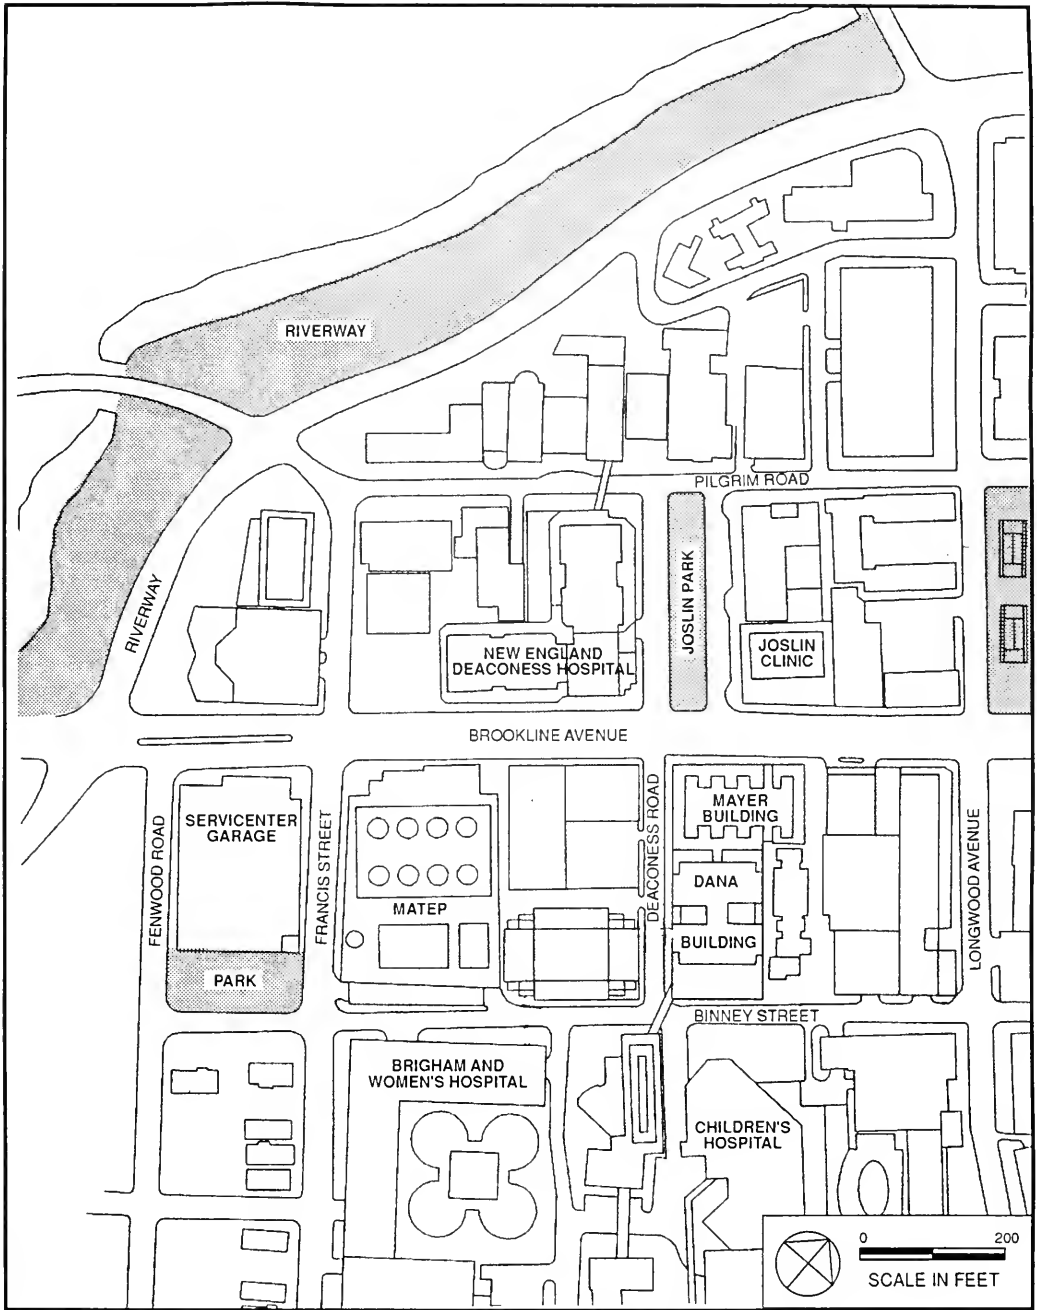 RIVERWAY
PILGRIM ROAD
RIVERWAY
JOSLIN PARK
NEW ENGLAND
DEACONESS HOSPITAL
JOSLIN
CLINIC
BROOKLINE AVENUE
FENWOOD ROAD
SERVICENTER
GARAGE
FRANCIS STREET
MATEP
DEACONESS ROAD
MAYER
BUILDING
DANA
BUILDING
LONGWOOD AVENUE
PARK
BINNEY STREET
BRIGHAM AND
WOMEN'S HOSPITAL
CHILDREN'S
HOSPITAL
0 200
SCALE IN FEET